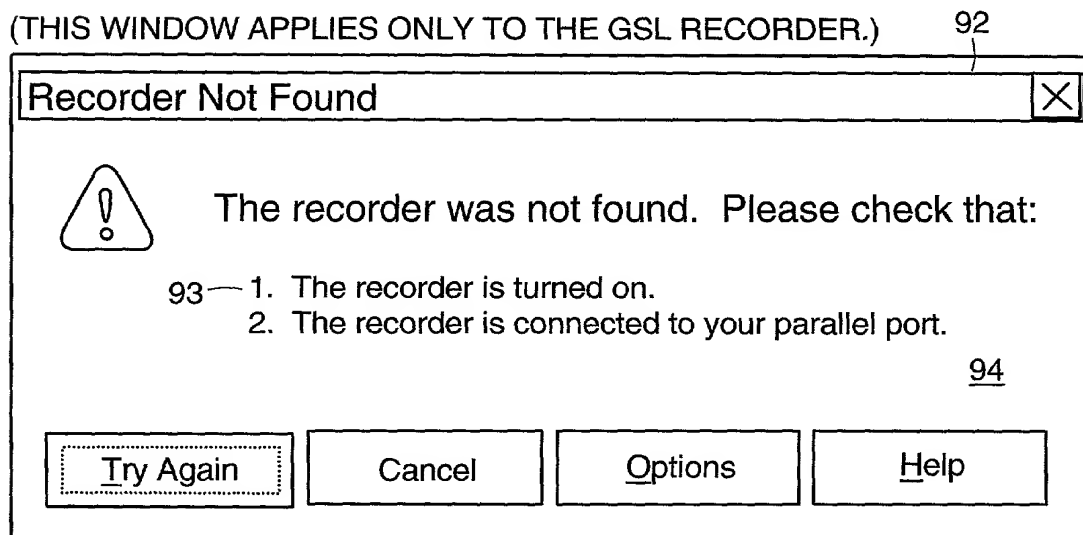 (THIS WINDOW APPLIES ONLY TO THE GSL RECORDER.) 92
Recorder Not Found
The recorder was not found. Please check that:
93 1. The recorder is turned on.
2. The recorder is connected to your parallel port.
94
Try Again Cancel Options Help